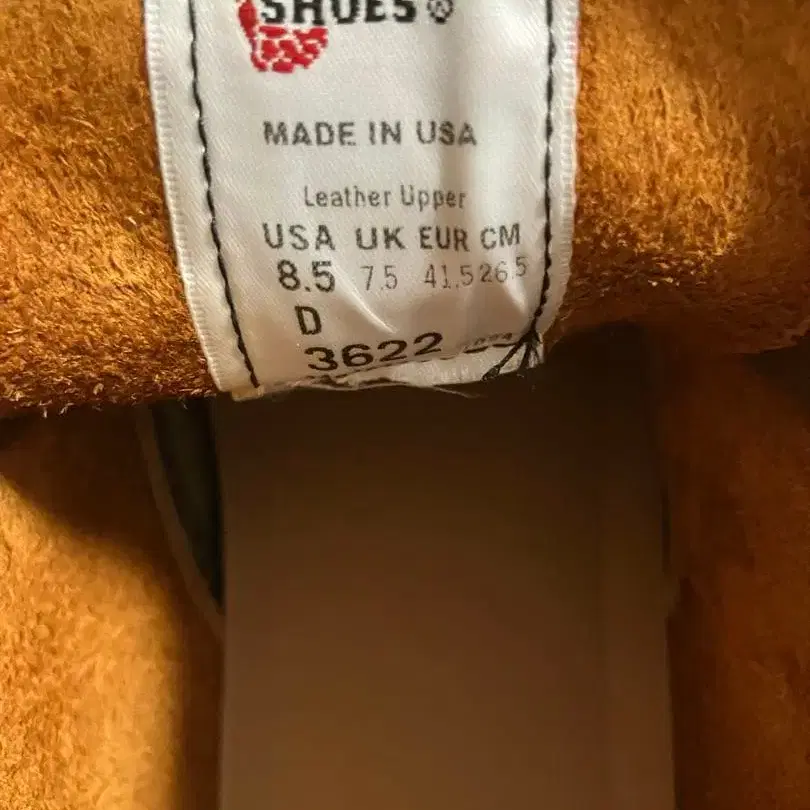 SHOES®
MADE IN USA
Leather Upper
USA UK EUR CM
8.5 7.5 41.5 26.5
D
3622